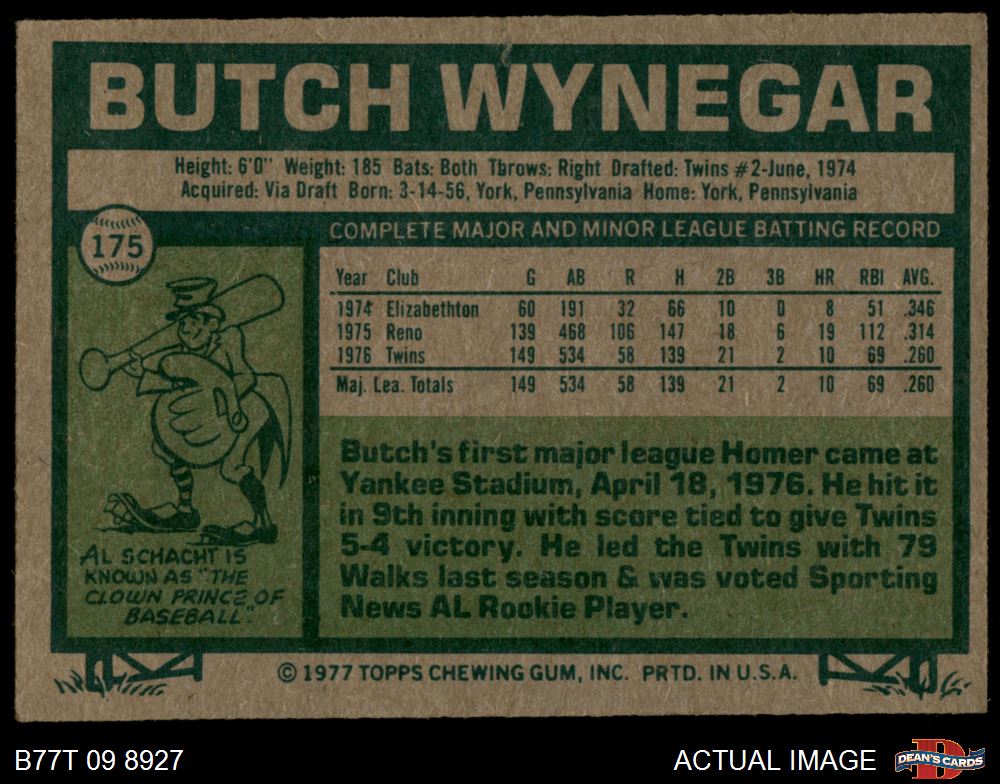 BUTCH WYNEGAR
Height: 6'0" Weight: 185 Bats: Both Throws: Right Drafted: Twins #2-June, 1974
Acquired: Via Draft Born: 3-14-56, York, Pennsylvania Home: York, Pennsylvania
175
COMPLETE MAJOR AND MINOR LEAGUE BATTING RECORD
Year Club G AB R H 2B 3B HR RBI AVG.
1974 Elizabethton 60 191 32 66 10 0 8 51 .346
1975 Reno 139 468 106 147 18 6 19 112 .314
1976 Twins 149 534 58 139 21 2 10 69 .260
Maj. Lea. Totals 149 534 58 139 21 2 10 69 .260
AL SCHACHT IS
KNOWN AS "THE
CLOWN PRINCE OF
BASEBALL."
Butch's first major league Homer came at
Yankee Stadium, April 18, 1976. He hit it
in 9th inning with score tied to give Twins
5-4 victory. He led the Twins with 79
Walks last season & was voted Sporting
News AL Rookie Player.
© 1977 TOPPS CHEWING GUM, INC. PRTD. IN U.S.A.
B77T 09 8927
ACTUAL IMAGE
D
DEAN'S CARDS